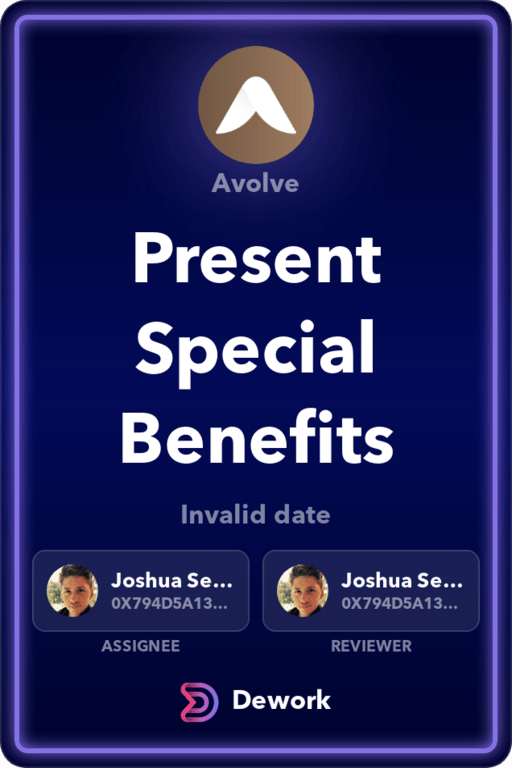 Avolve
Present
Special
Benefits
Invalid date
Joshua Se...
0X794D5A13...
Joshua Se...
0X794D5A13...
ASSIGNEE
REVIEWER
Dework